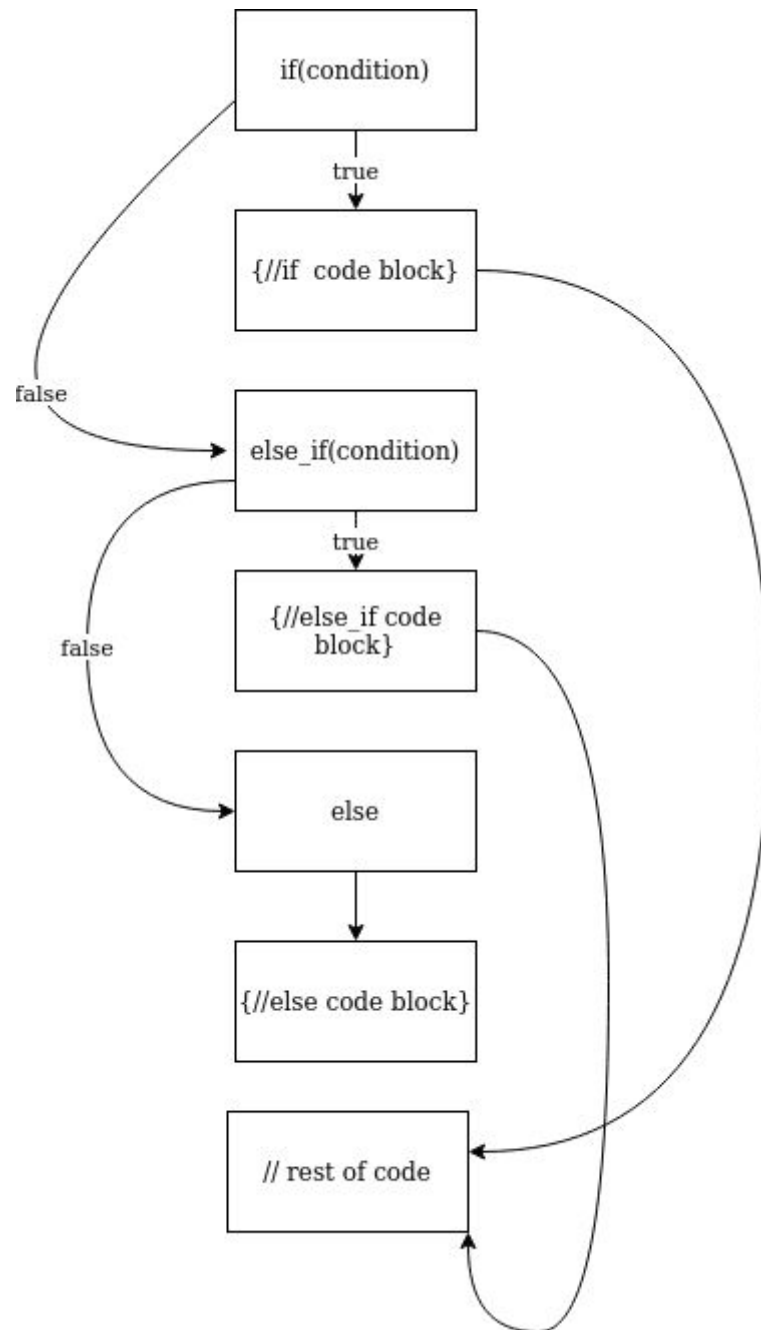 if(condition)
true
{//if  code block}
false
else_if(condition)
true
{//else_if code
block}
false
else
{//else code block}
// rest of code